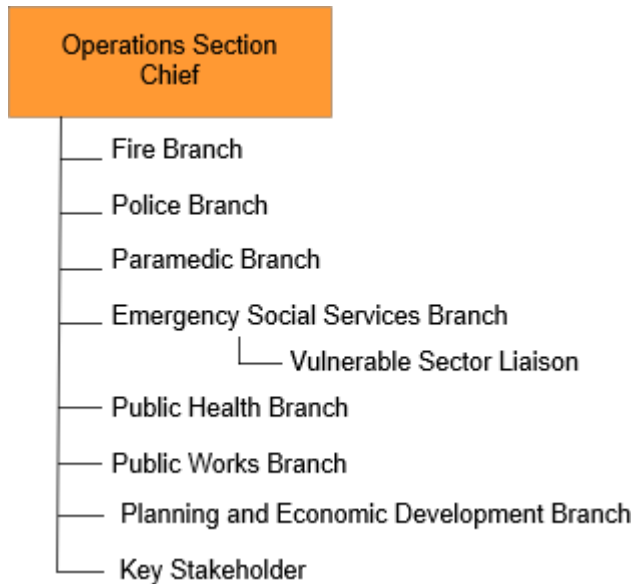 Operations Section
Chief
Fire Branch
Police Branch
Paramedic Branch
Emergency Social Services Branch
Vulnerable Sector Liaison
Public Health Branch
Public Works Branch
Planning and Economic Development Branch
Key Stakeholder